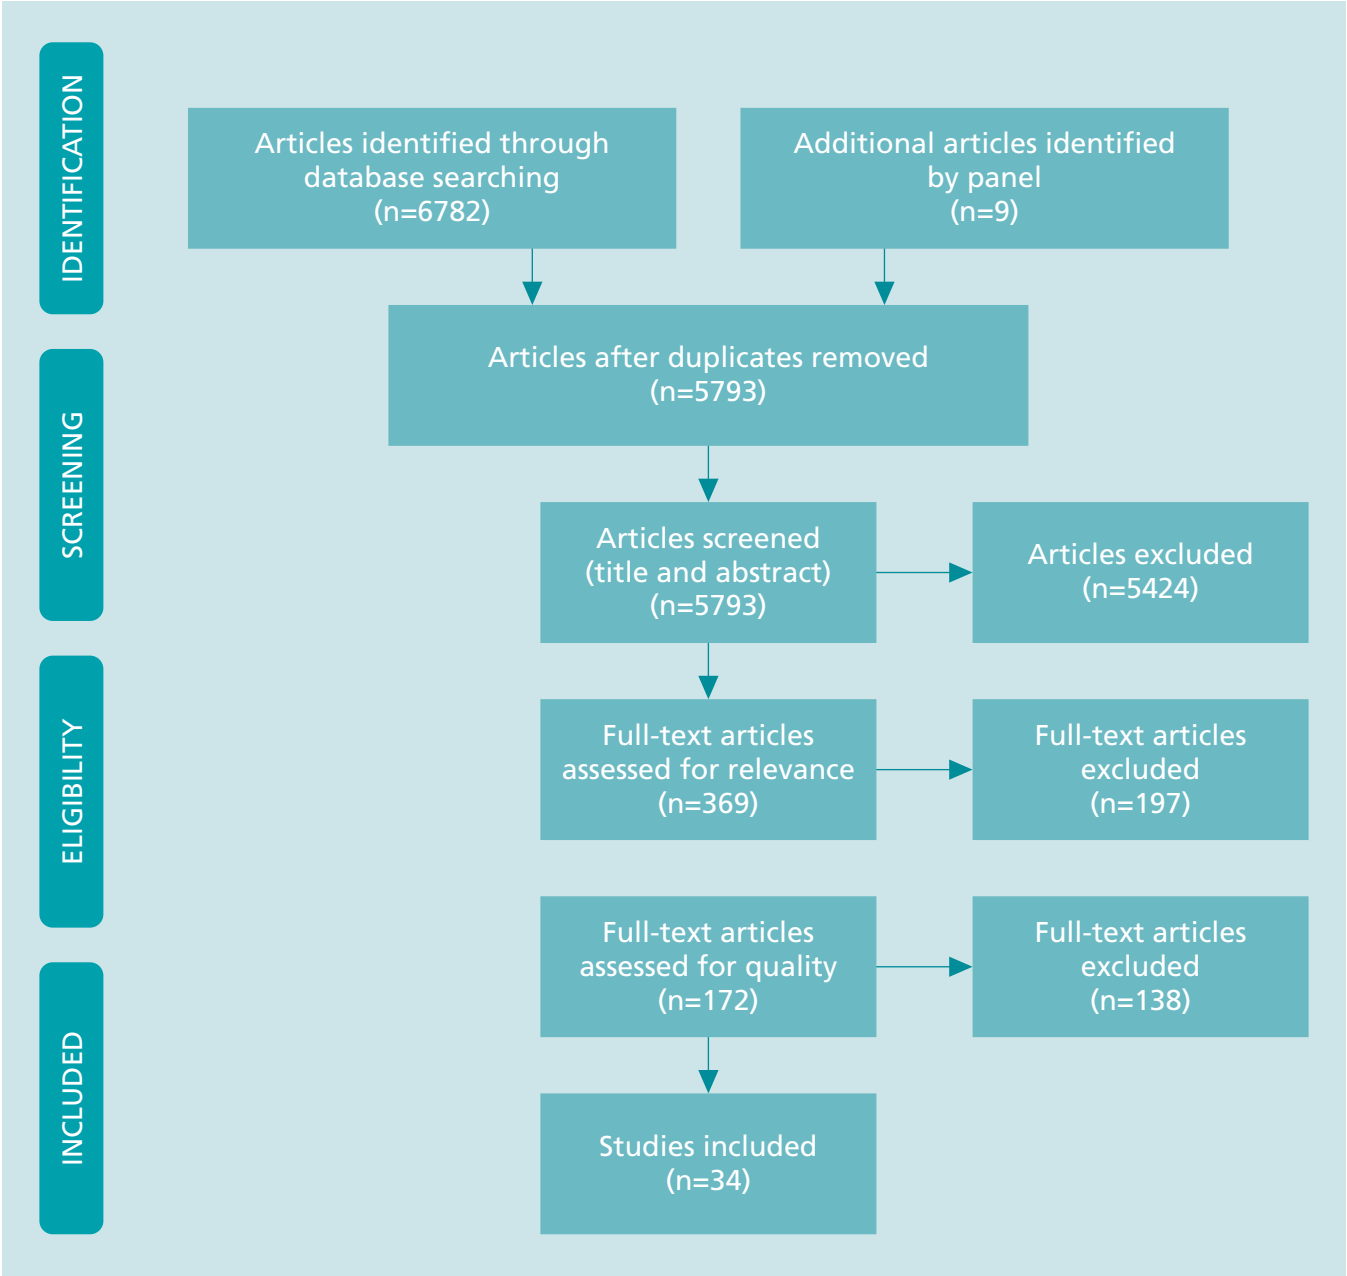 IDENTIFICATION
Articles identified through
database searching
(n=6782)
Additional articles identified
by panel
(n=9)
Articles after duplicates removed
(n=5793)
SCREENING
Articles screened
(title and abstract)
(n=5793)
Articles excluded
(n=5424)
ELIGIBILITY
Full-text articles
assessed for relevance
(n=369)
Full-text articles
excluded
(n=197)
Full-text articles
assessed for quality
(n=172)
Full-text articles
excluded
(n=138)
INCLUDED
Studies included
(n=34)